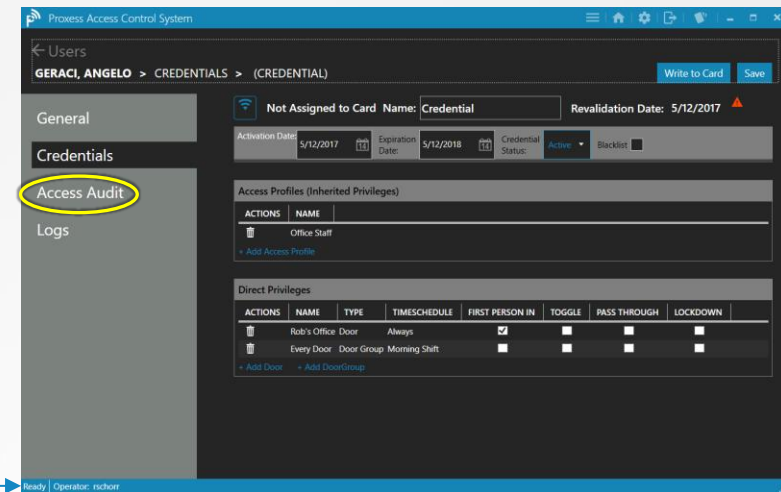 Proxess Access Control System
Users
GERACI, ANGELO > CREDENTIALS > (CREDENTIAL)
Write to Card Save
General
Credentials
Access Audit
Logs
Not Assigned to Card Name: Credential Revalidation Date: 5/12/2017
Activation Date: 5/12/2017 14 Expiration Date: 5/12/2018 14 Credential Status: Active Blacklist
Access Profiles (Inherited Privileges)
ACTIONS NAME
Office Staff
+ Add Access Profile
Direct Privileges
ACTIONS NAME TYPE TIMESCHEDULE FIRST PERSON IN TOGGLE PASS THROUGH LOCKDOWN
Rob's Office Door Always
Every Door Door Group Morning Shift
+ Add Door + Add DoorGroup
Ready Operator: rschorr